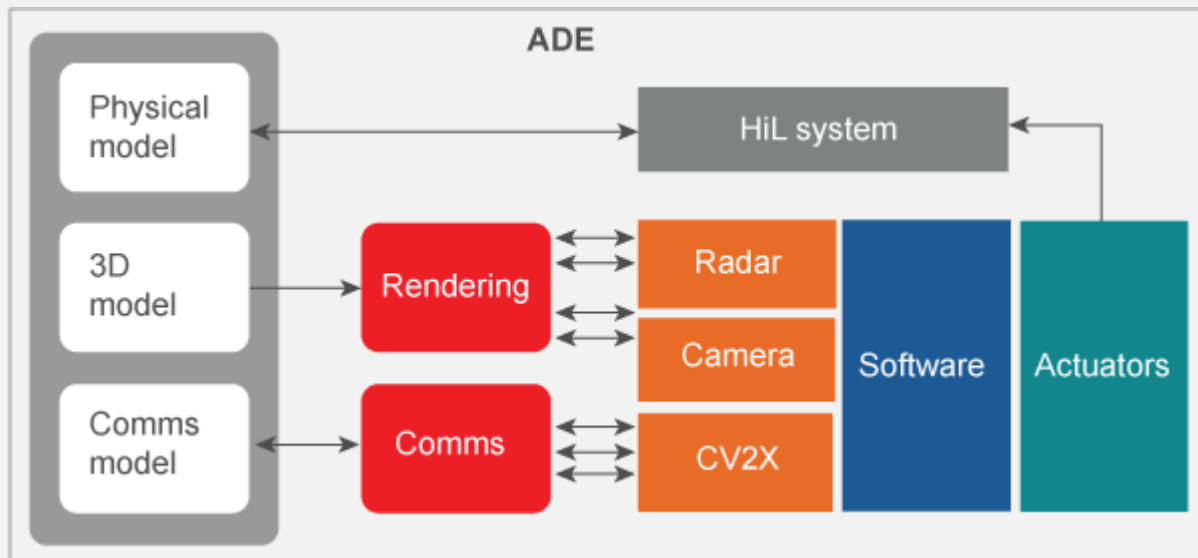 ADE
Physical
model
HiL system
3D
model
Rendering
Radar
Camera
Software
Actuators
Comms
model
Comms
CV2X